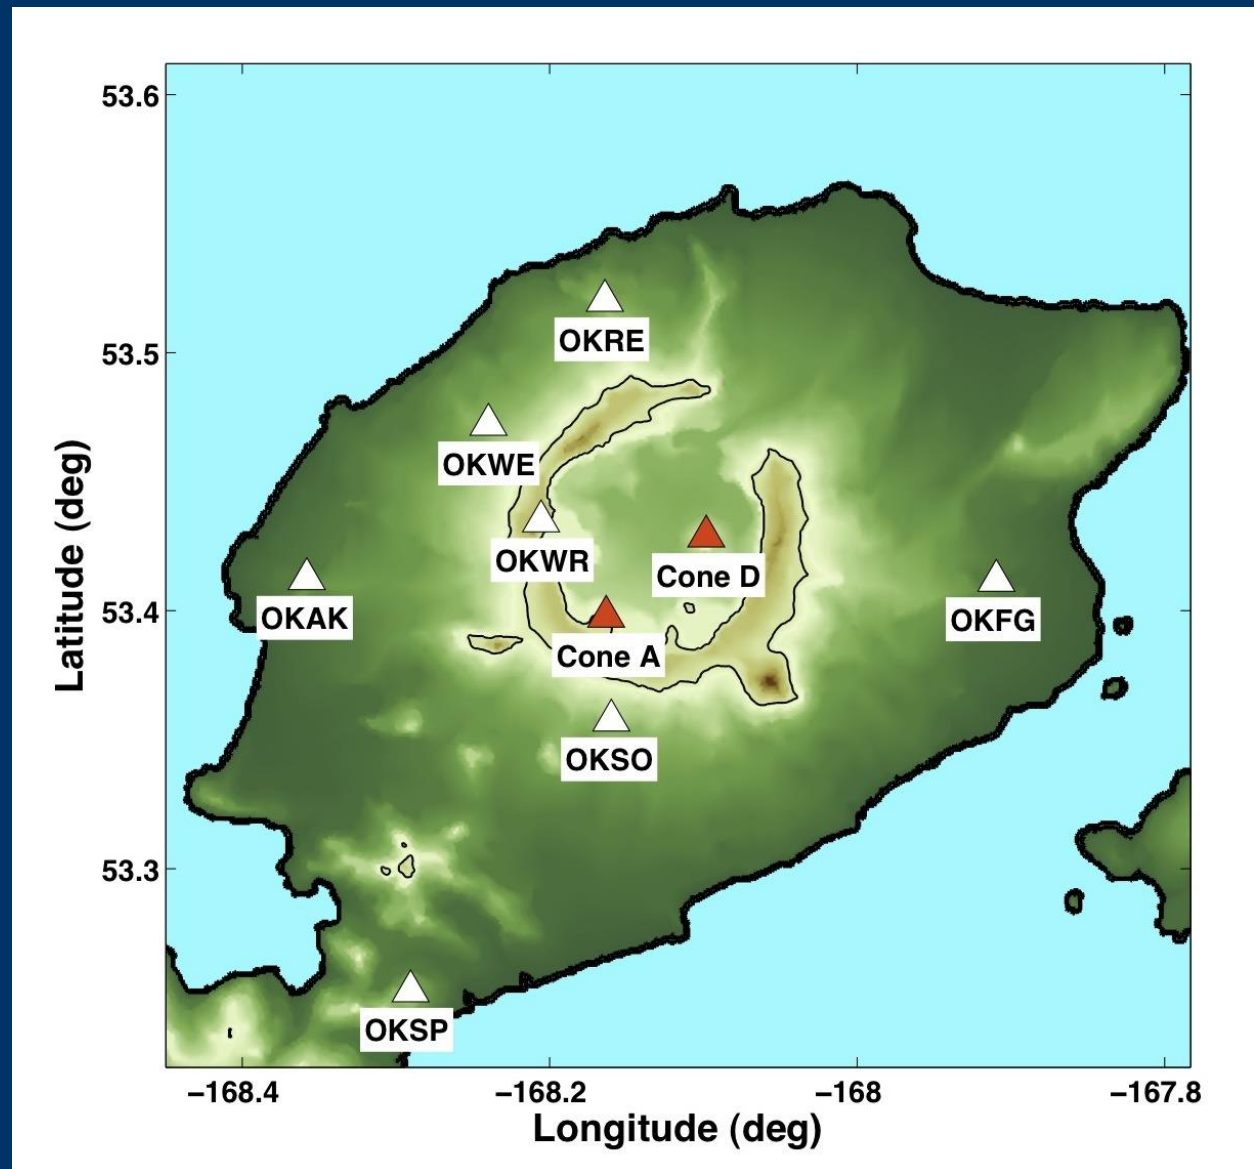 53.6
53.5
53.4
53.3
Latitude (deg)
OKRE
OKWE
OKWR
Cone D
OKAK
OKFG
Cone A
OKSO
OKSP
−168.4
−168.2
−168
−167.8
Longitude (deg)